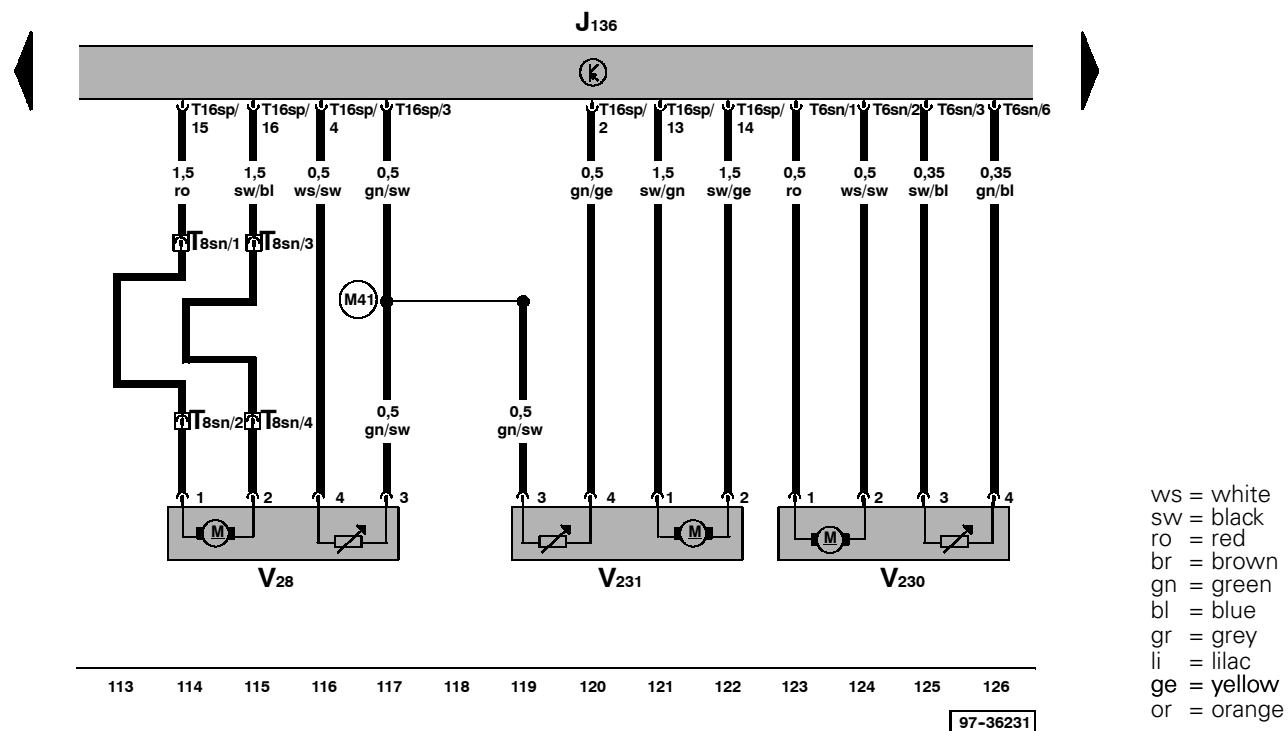 J136
T16sp/ T16sp/ T16sp/ T16sp/3 T16sp/ T16sp/ T16sp/ T6sn/1 T6sn/2 T6sn/3 T6sn/6
15 16 4 2 13 14
1,5 1,5 0,5 0,5 0,5 1,5 1,5 0,5 0,5 0,35 0,35
ro sw/bl ws/sw gn/sw gn/ge sw/gn sw/ge ro ws/sw sw/bl gn/bl
T8sn/1 T8sn/3
M41
T8sn/2 T8sn/4
0,5 0,5
gn/sw gn/sw
1 2 4 3 3 4 1 2 1 2 3 4
M M M
V28 V231 V230
113 114 115 116 117 118 119 120 121 122 123 124 125 126
97-36231
ws = white
sw = black
ro = red
br = brown
gn = green
bl = blue
gr = grey
li = lilac
ge = yellow
or = orange